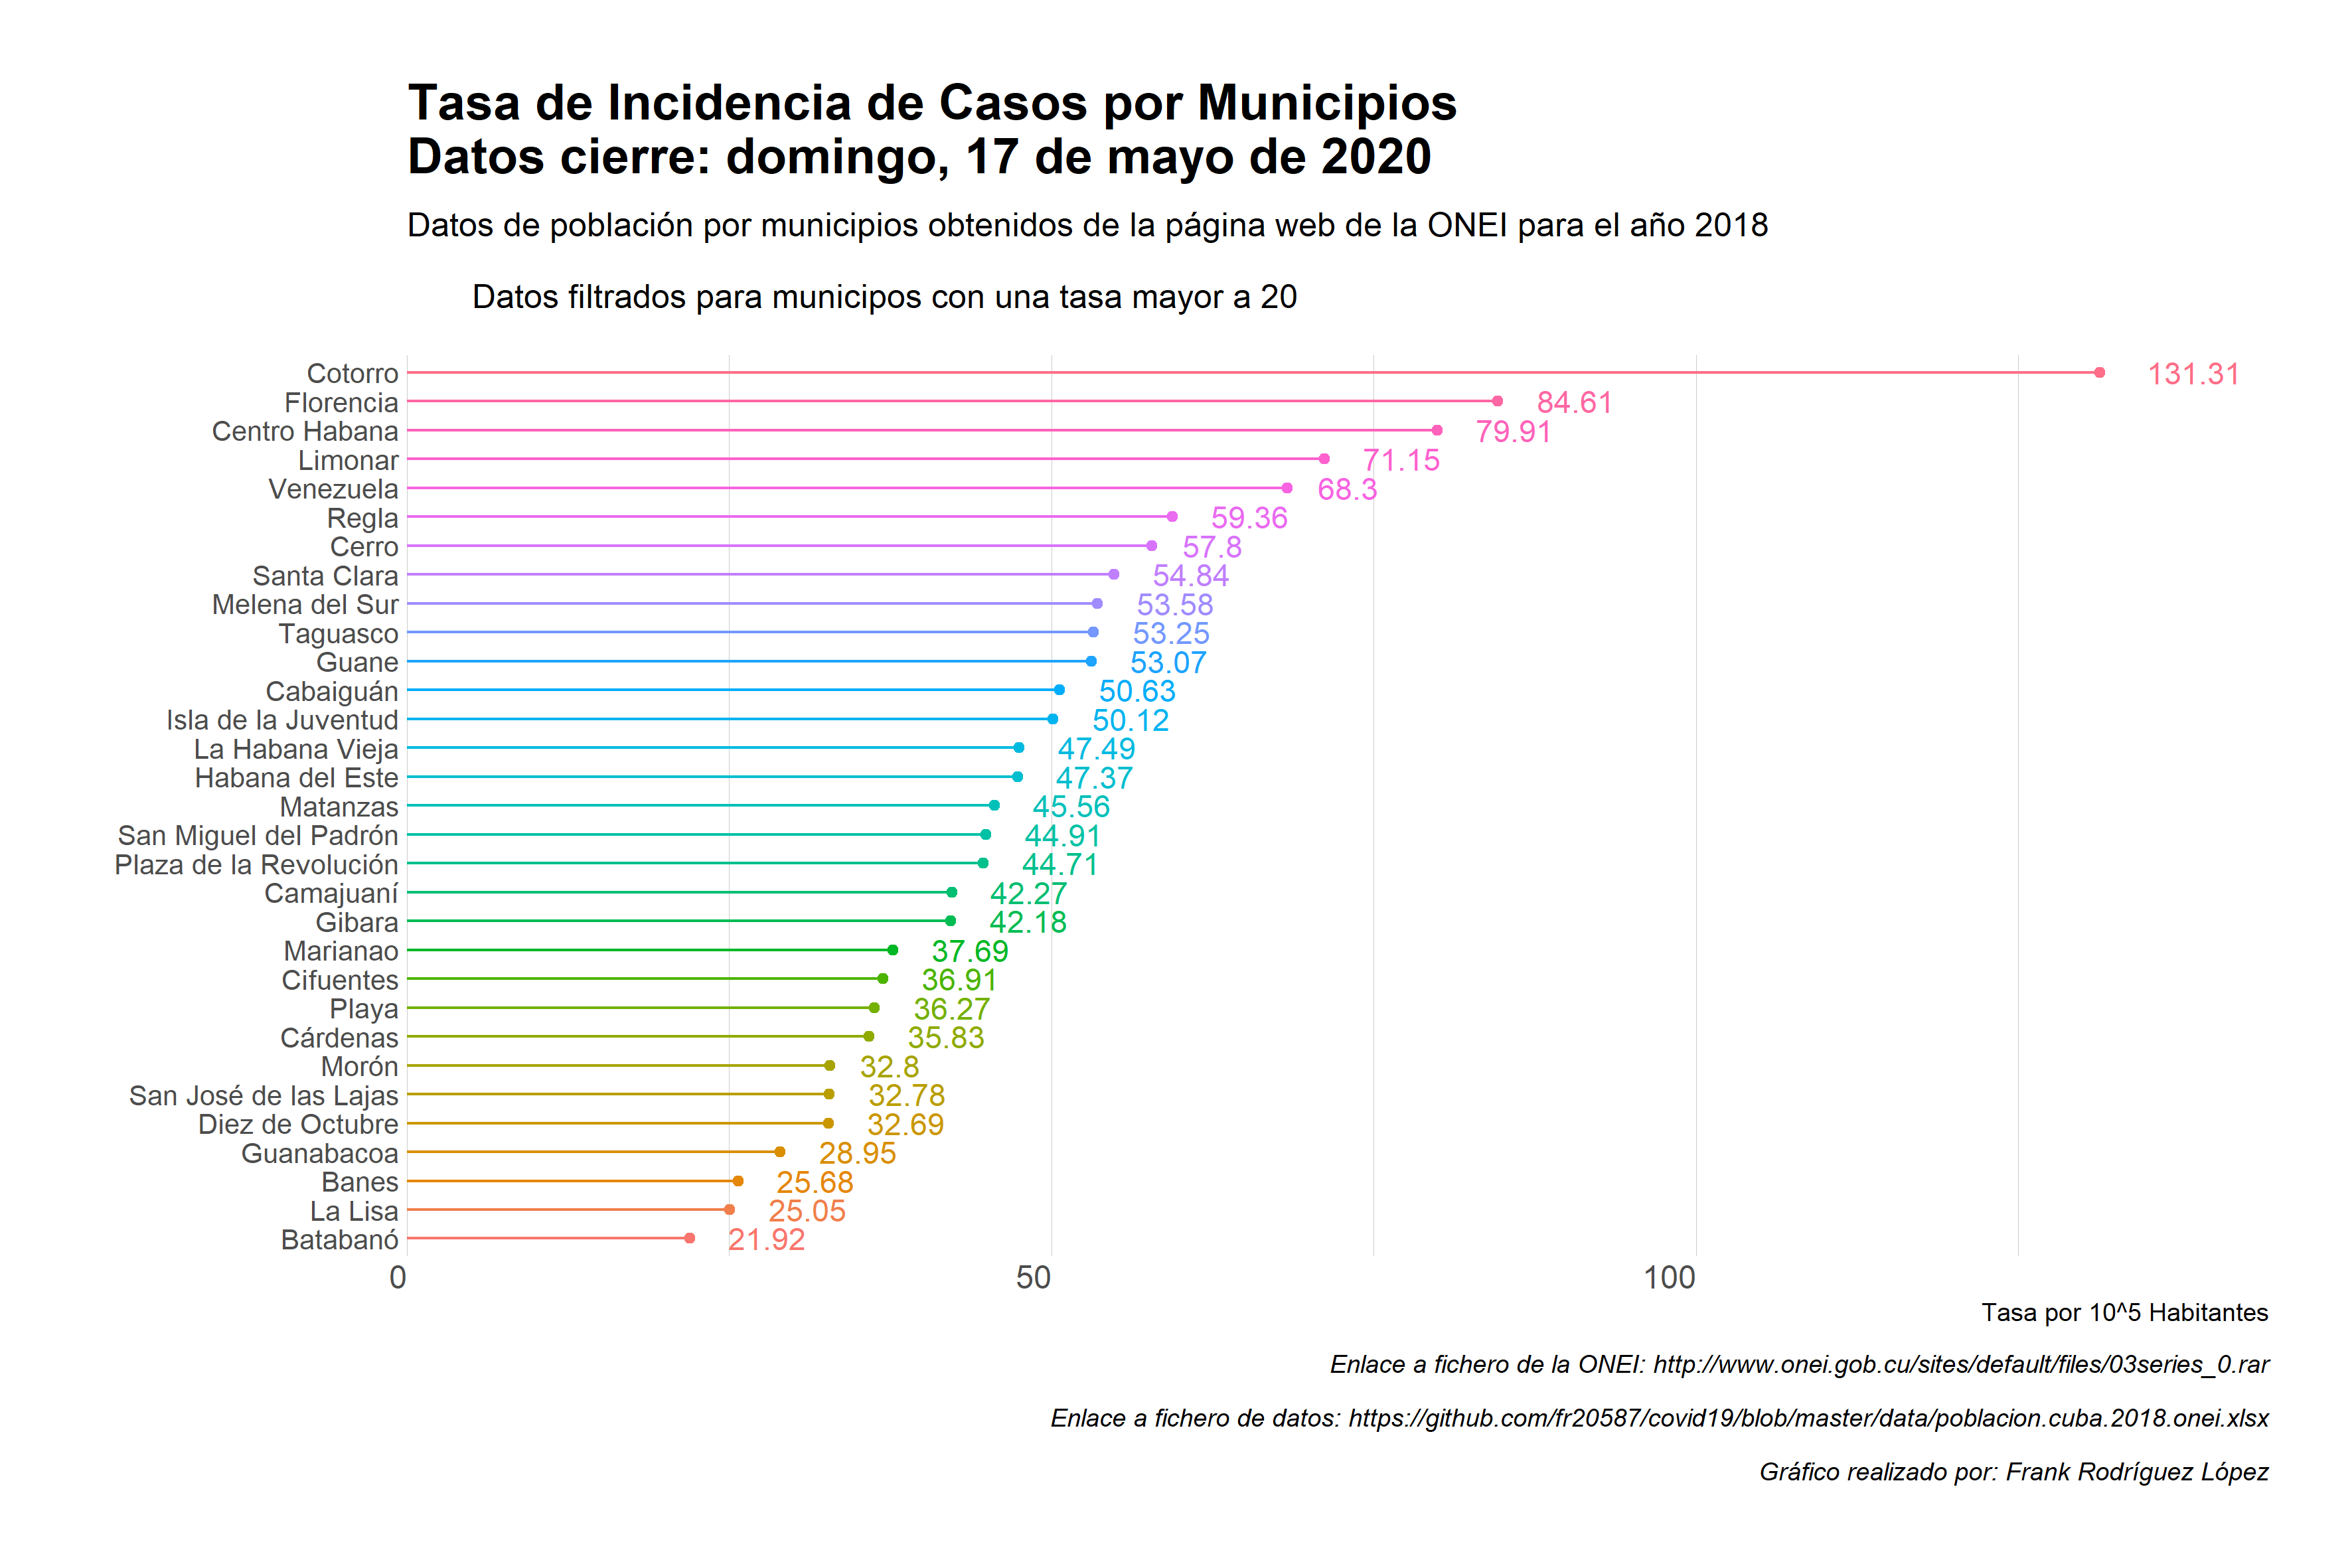 Tasa de Incidencia de Casos por Municipios
Datos cierre: domingo, 17 de mayo de 2020
Datos de población por municipios obtenidos de la página web de la ONEI para el año 2018
Datos filtrados para municipos con una tasa mayor a 20
Cotorro 131.31
Florencia 84.61
Centro Habana 79.91
Limonar 71.15
Venezuela 68.3
Regla 59.36
Cerro 57.8
Santa Clara 54.84
Melena del Sur 53.58
Taguasco 53.25
Guane 53.07
Cabaiguán 50.63
Isla de la Juventud 50.12
La Habana Vieja 47.49
Habana del Este 47.37
Matanzas 45.56
San Miguel del Padrón 44.91
Plaza de la Revolución 44.71
Camajuaní 42.27
Gibara 42.18
Marianao 37.69
Cifuentes 36.91
Playa 36.27
Cárdenas 35.83
Morón 32.8
San José de las Lajas 32.78
Diez de Octubre 32.69
Guanabacoa 28.95
Banes 25.68
La Lisa 25.05
Batabanó 21.92
0 50 100
Tasa por 10^5 Habitantes
Enlace a fichero de la ONEI: http://www.onei.gob.cu/sites/default/files/03series_0.rar
Enlace a fichero de datos: https://github.com/fr20587/covid19/blob/master/data/poblacion.cuba.2018.onei.xlsx
Gráfico realizado por: Frank Rodríguez López